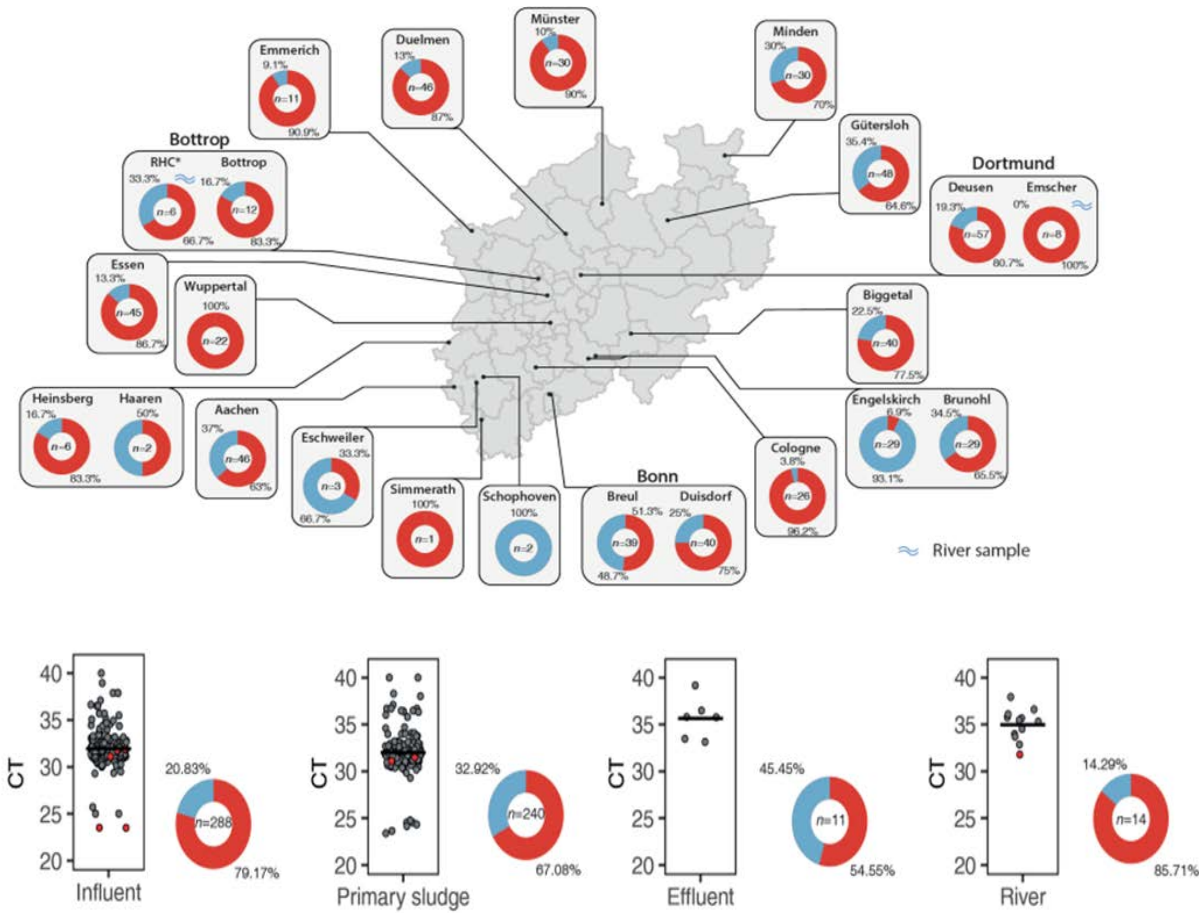 Münster
10%
n=30
90%
Minden
30%
n=30
70%
Duelmen
13%
n=46
87%
Emmerich
9.1%
n=11
90.9%
Gütersloh
35.4%
n=48
64.6%
Bottrop
RHC* Bottrop
33.3% 16.7%
n=6 n=12
66.7% 83.3%
Dortmund
Deusen Emscher
19.3% 0%
n=57 n=8
80.7% 100%
Essen
13.3%
n=45
86.7%
Wuppertal
100%
n=22
Biggetal
22.5%
n=40
77.5%
Heinsberg Haaren
16.7% 50%
n=6 n=2
83.3%
Aachen
37%
n=46
63%
Eschweiler
33.3%
n=3
66.7%
Simmerath
100%
n=1
Schophoven
100%
n=2
Bonn
Breul Duisdorf
51.3% 25%
n=39 n=40
48.7% 75%
Cologne
3.8%
n=26
96.2%
Engelskirch Brunohl
6.9% 34.5%
n=29 n=29
93.1% 65.5%
River sample
CT
40
35
30
25
20
Influent
20.83%
n=288
79.17%
CT
40
35
30
25
20
Primary sludge
32.92%
n=240
67.08%
CT
40
35
30
25
20
Effluent
45.45%
n=11
54.55%
CT
40
35
30
25
20
River
14.29%
n=14
85.71%